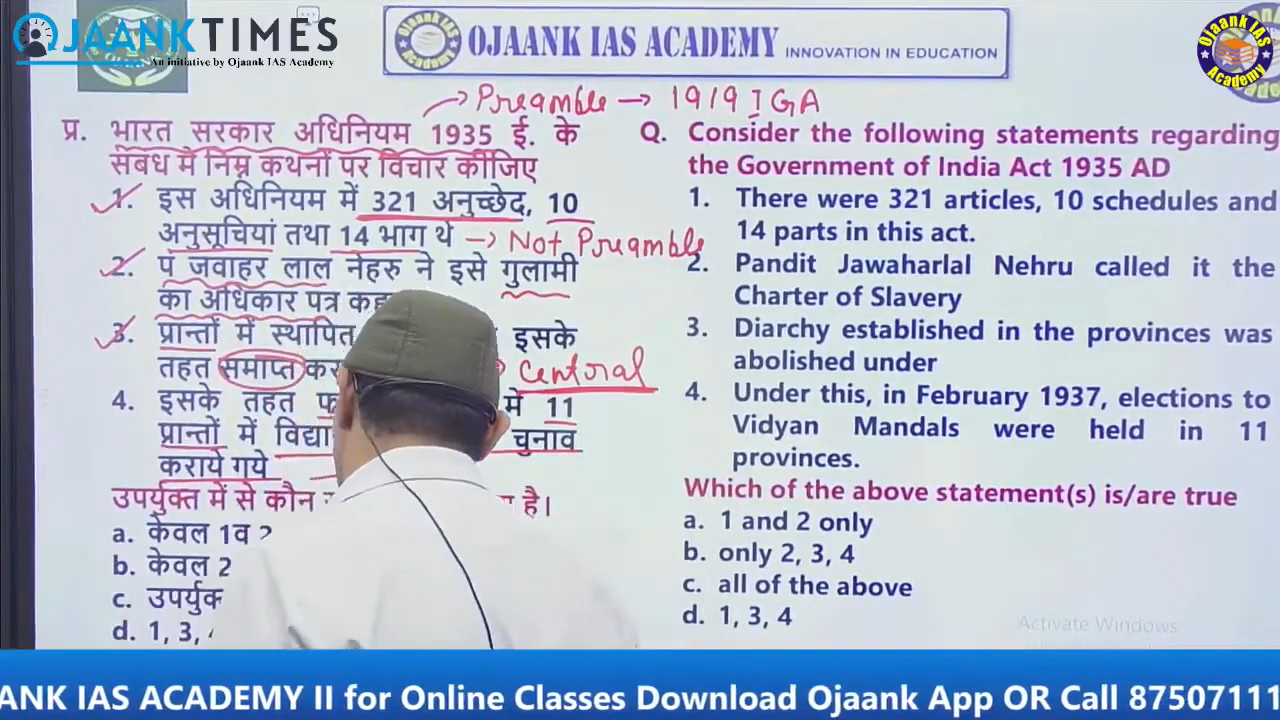 OJAANKTIMES
An initiative by Ojaank IAS Academy
OJAANK IAS ACADEMY INNOVATION IN EDUCATION
Ojaank IAS
Academy
Preamble → 1919 IGA
प्र. भारत सरकार अधिनियम 1935 ई. के
संबंध में निम्न कथनों पर विचार कीजिए
1. इस अधिनियम में 321 अनुच्छेद, 10
अनुसूचियां तथा 14 भाग थे → Not Preamble
2. पं जवाहर लाल नेहरु ने इसे गुलामी
का अधिकार पत्र
3. प्रान्तों में स्थापित इसके
तहत समाप्त central
4. इसके तहत में 11
प्रान्तों में चुनाव
कराये गये
उपर्युक्त में से कौन है।
a. केवल 1व 2
b. केवल 2
c.
d. 1, 3,
Q. Consider the following statements regarding
the Government of India Act 1935 AD
1. There were 321 articles, 10 schedules and
14 parts in this act.
2. Pandit Jawaharlal Nehru called it the
Charter of Slavery
3. Diarchy established in the provinces was
abolished under
4. Under this, in February 1937, elections to
Vidyan Mandals were held in 11
provinces.
Which of the above statement(s) is/are true
a. 1 and 2 only
b. only 2, 3, 4
c. all of the above
d. 1, 3, 4
Activate Windows
ANK IAS ACADEMY II for Online Classes Download Ojaank App OR Call 87507111